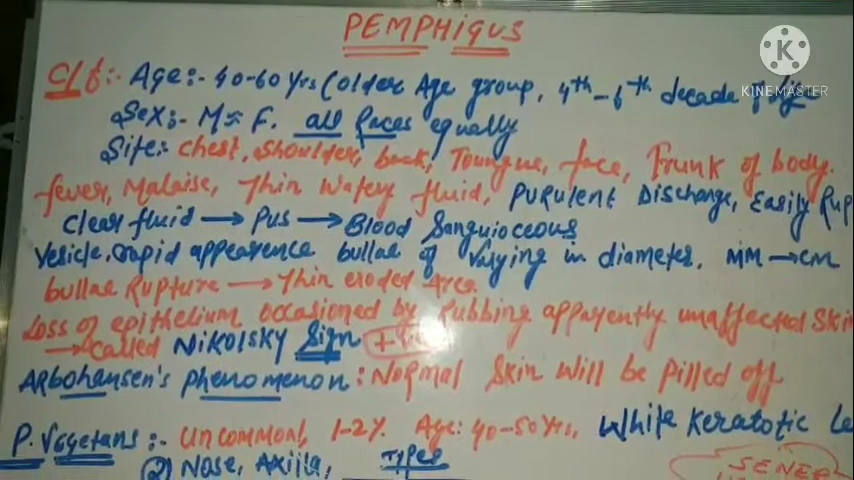 PEMPHIGUS
C/f:- Age:- 40-60 Yrs (older Age group, 4th-6th decade of life
Sex:- M = F. all Races equally
Site: chest, shoulder, back, Toungue, face, Trunk of body.
fever, Malaise, Thin Watery fluid, PURULENT Discharge, Easily Rup
Clear fluid → Pus → Blood Sanguioceous
Vesicle, rapid appearence bullae of Varying in diameter. MM → CM
bullae Rupture → Thin eroded Area
Loss of epithelium occasioned by Rubbing apparently unaffected Skin
→ called NIKOLSKY Sign +ve
Arbohansen's phenomenon: Normal Skin will be pilled off
P. Vegetans:- Uncommon, 1-2%. Age: 40-50 Yrs, White Keratotic Le
(2) Nose, Axilla, Types
SENER
K
KINEMASTER